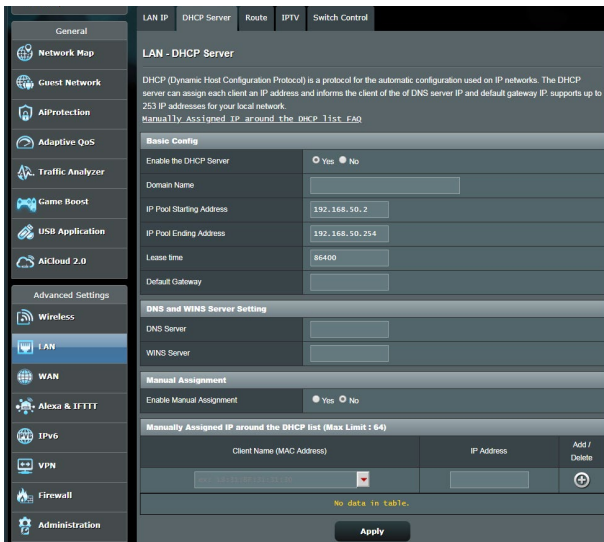 LAN IP DHCP Server Route IPTV Switch Control
General
Network Map
Guest Network
AiProtection
Adaptive QoS
Traffic Analyzer
Game Boost
USB Application
AiCloud 2.0
Advanced Settings
Wireless
LAN
WAN
Alexa & IFTTT
IPv6
VPN
Firewall
Administration
LAN - DHCP Server
DHCP (Dynamic Host Configuration Protocol) is a protocol for the automatic configuration used on IP networks. The DHCP
server can assign each client an IP address and informs the client of the of DNS server IP and default gateway IP. supports up to
253 IP addresses for your local network.
Manually Assigned IP around the DHCP list FAQ
Basic Config
Enable the DHCP Server Yes No
Domain Name
IP Pool Starting Address 192.168.50.2
IP Pool Ending Address 192.168.50.254
Lease time 86400
Default Gateway
DNS and WINS Server Setting
DNS Server
WINS Server
Manual Assignment
Enable Manual Assignment Yes No
Manually Assigned IP around the DHCP list (Max Limit : 64)
Client Name (MAC Address) IP Address Add /
Delete
No data in table.
Apply